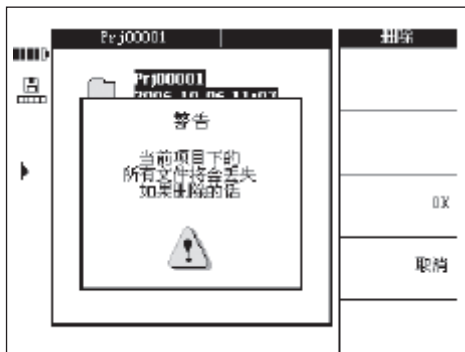 Prj00001
删除
Prj00001
2006.10.06 11:07
警告
当前项目下的
所有文件将会丢失
如果删除的话
OK
取消